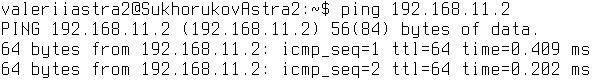 valeriiastra2@SukhorukovAstra2:~$ ping 192.168.11.2
PING 192.168.11.2 (192.168.11.2) 56(84) bytes of data.
64 bytes from 192.168.11.2: icmp_seq=1 ttl=64 time=0.409 ms
64 bytes from 192.168.11.2: icmp_seq=2 ttl=64 time=0.202 ms